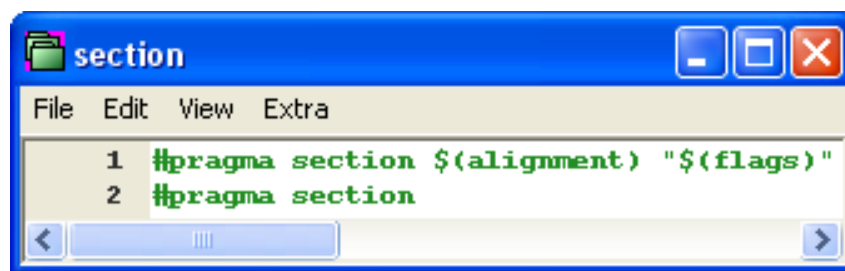 section
File Edit View Extra
1 #pragma section $(alignment) "$(flags)"
2 #pragma section